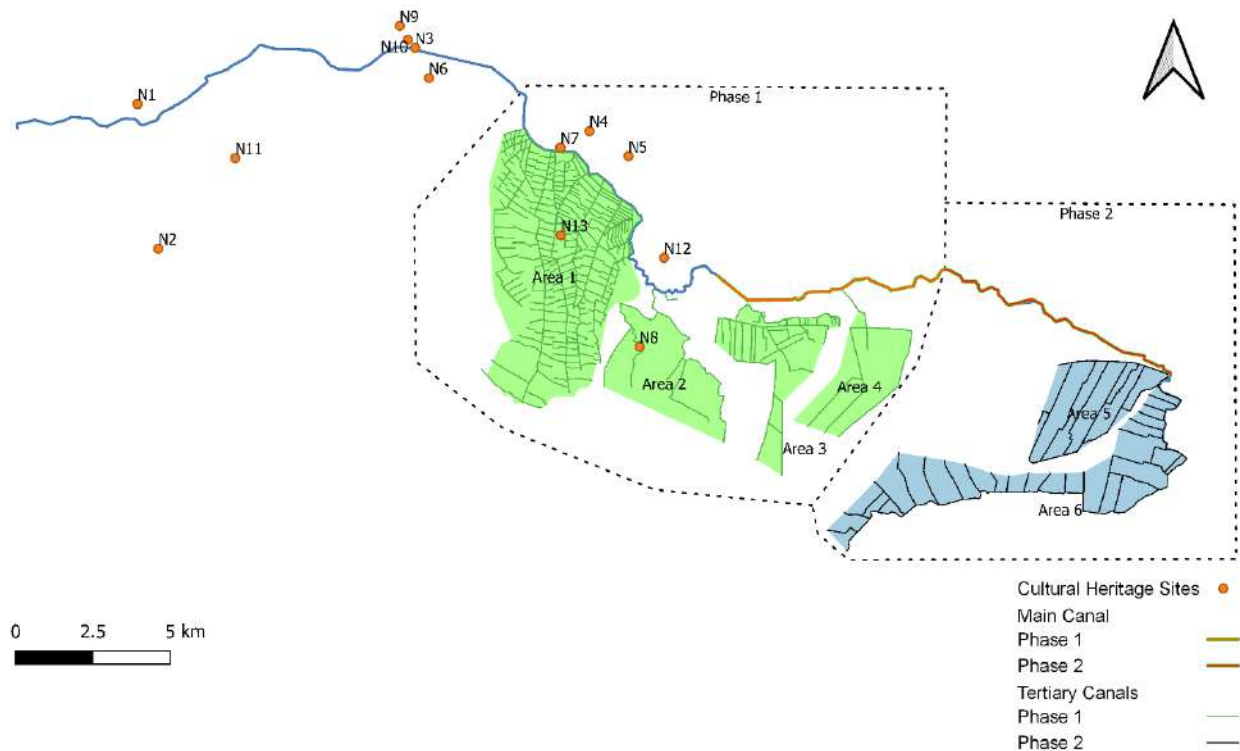 N9
N3
N10
N6
N1
Phase 1
N4
N7
N5
N11
Phase 2
N13
N2
N12
Area 1
N8
Area 2
Area 4
Area 5
Area 3
Area 6
Cultural Heritage Sites
Main Canal
Phase 1
Phase 2
Tertiary Canals
Phase 1
Phase 2
0 2.5 5 km